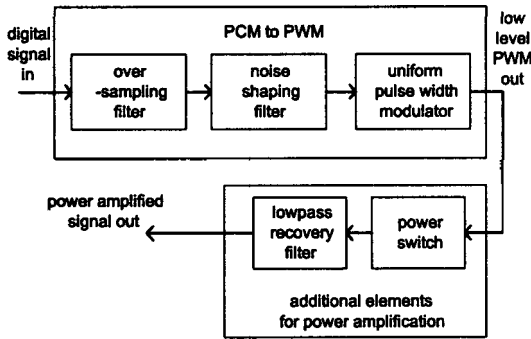 PCM to PWM
digital
signal
in
over
-sampling
filter
noise
shaping
filter
uniform
pulse width
modulator
low
level
PWM
out
power amplified
signal out
lowpass
recovery
filter
power
switch
additional elements
for power amplification